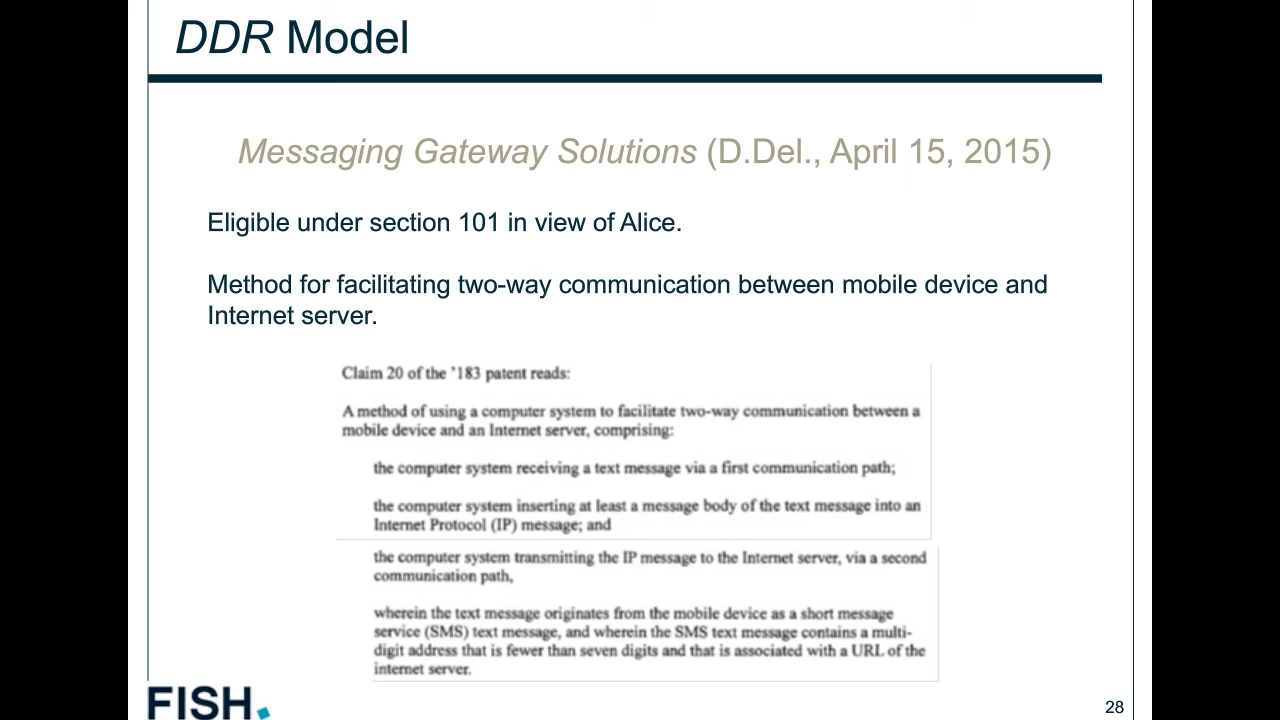 DDR Model
Messaging Gateway Solutions (D.Del., April 15, 2015)
Eligible under section 101 in view of Alice.
Method for facilitating two-way communication between mobile device and
Internet server.
Claim 20 of the ’183 patent reads:
A method of using a computer system to facilitate two-way communication between a
mobile device and an Internet server, comprising:
the computer system receiving a text message via a first communication path;
the computer system inserting at least a message body of the text message into an
Internet Protocol (IP) message; and
the computer system transmitting the IP message to the Internet server, via a second
communication path,
wherein the text message originates from the mobile device as a short message
service (SMS) text message, and wherein the SMS text message contains a multi-
digit address that is fewer than seven digits and that is associated with a URL of the
internet server.
FISH.
28